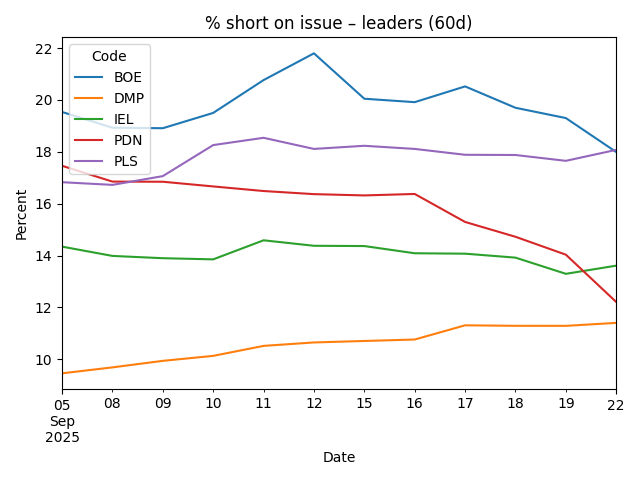 % short on issue – leaders (60d)
Code
BOE
DMP
IEL
PDN
PLS
Percent
22
20
18
16
14
12
10
05 08 09 10 11 12 15 16 17 18 19 22
Sep
2025
Date